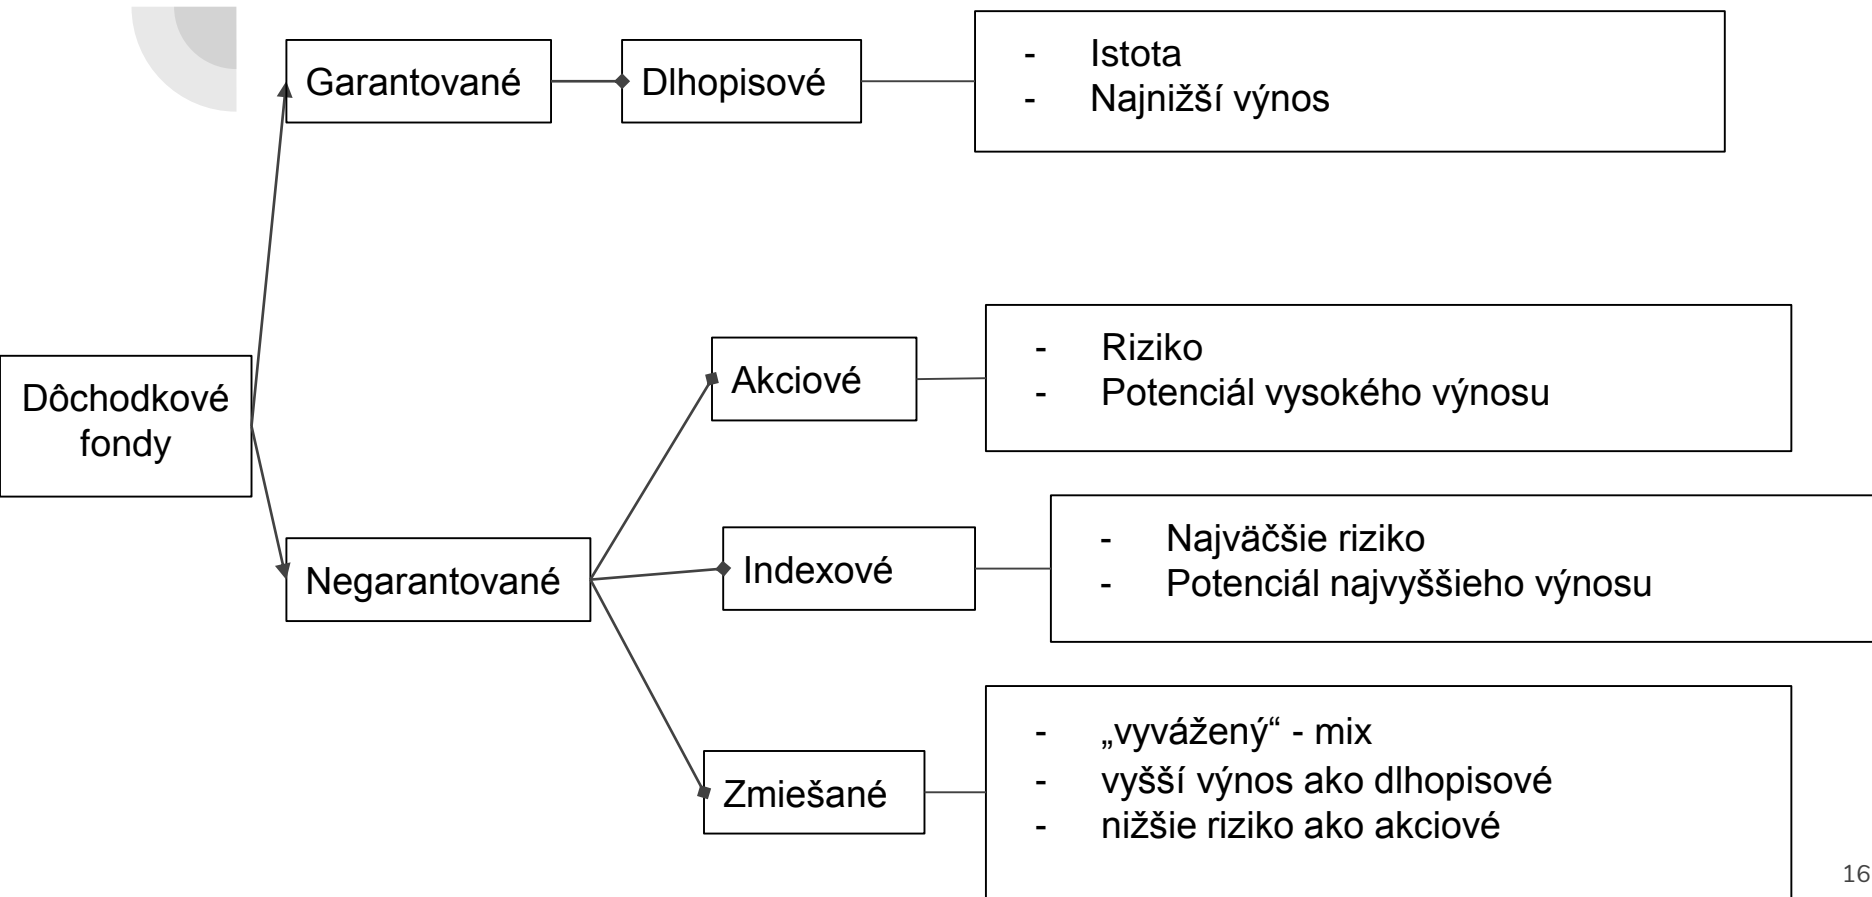 Dôchodkové
fondy
Garantované
Dlhopisové
- Istota
- Najnižší výnos
Negarantované
Akciové
- Riziko
- Potenciál vysokého výnosu
Indexové
- Najväčšie riziko
- Potenciál najvyššieho výnosu
Zmiešané
- „vyvážený“ - mix
- vyšší výnos ako dlhopisové
- nižšie riziko ako akciové
16